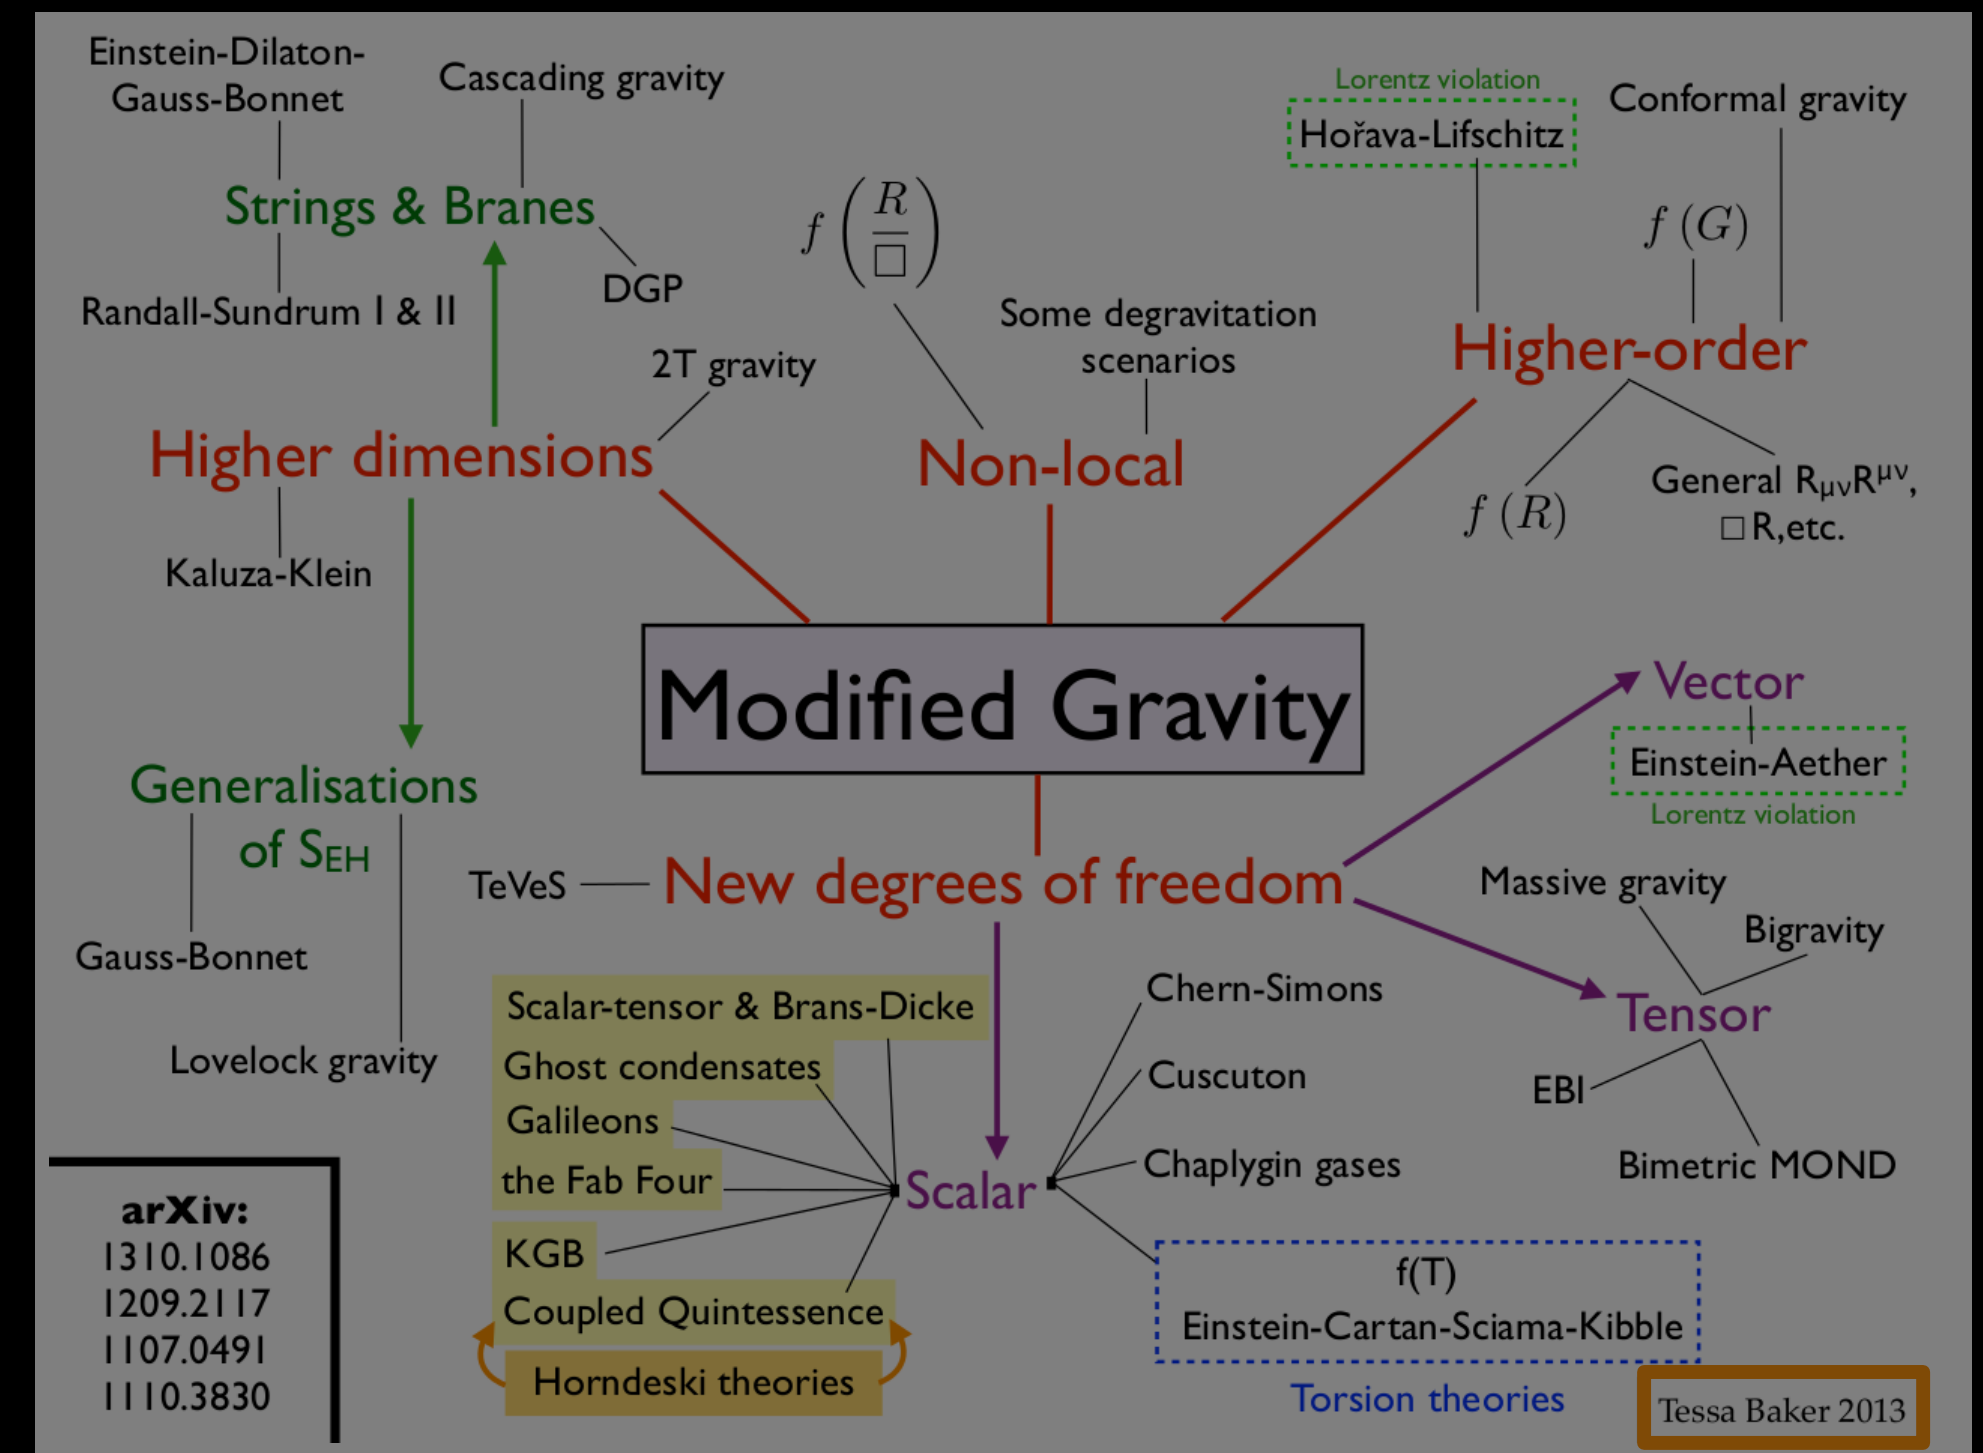 Einstein-Dilaton-
Gauss-Bonnet
Cascading gravity
Strings & Branes
DGP
Randall-Sundrum I & II
2T gravity
Higher dimensions
Kaluza-Klein
f (R/□)
Some degravitation
scenarios
Non-local
Lorentz violation
Hořava-Lifschitz
Conformal gravity
f (G)
Higher-order
f (R)
General RμνRμν,
□R,etc.
Modified Gravity
Generalisations
of SEH
Gauss-Bonnet
Lovelock gravity
TeVeS
New degrees of freedom
Vector
Einstein-Aether
Lorentz violation
Massive gravity
Bigravity
Tensor
EBI
Bimetric MOND
Scalar-tensor & Brans-Dicke
Ghost condensates
Galileons
the Fab Four
KGB
Coupled Quintessence
Horndeski theories
Scalar
Chern-Simons
Cuscuton
Chaplygin gases
f(T)
Einstein-Cartan-Sciama-Kibble
Torsion theories
arXiv:
1310.1086
1209.2117
1107.0491
1110.3830
Tessa Baker 2013